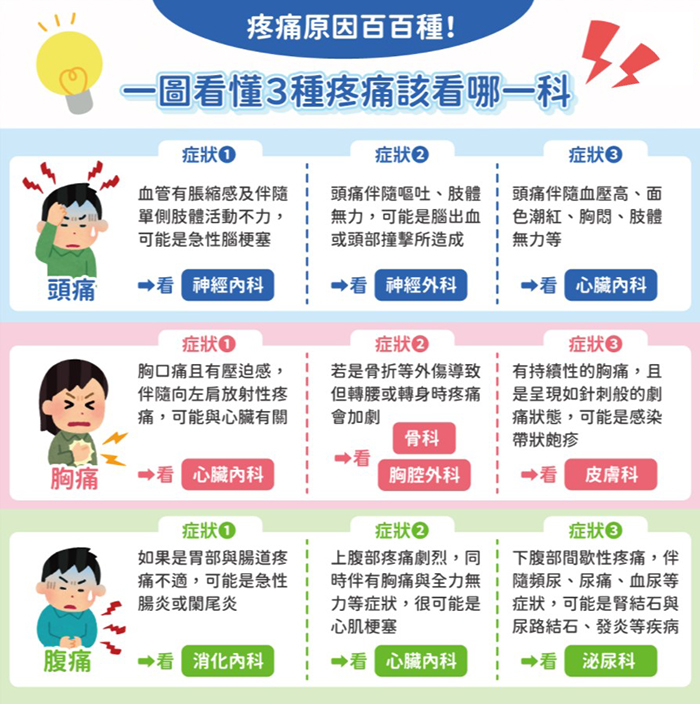 疼痛原因百百種!
一圖看懂3種疼痛該看哪一科
頭痛
症狀1
血管有脹縮感及伴隨
單側肢體活動不力，
可能是急性腦梗塞
➡看 神經內科
症狀2
頭痛伴隨嘔吐、肢體
無力，可能是腦出血
或頭部撞擊所造成
➡看 神經外科
症狀3
頭痛伴隨血壓高、面
色潮紅、胸悶、肢體
無力等
➡看 心臟內科
胸痛
症狀1
胸口痛且有壓迫感，
伴隨向左肩放射性疼
痛，可能與心臟有關
➡看 心臟內科
症狀2
若是骨折等外傷導致
但轉腰或轉身時疼痛
會加劇
➡看
骨科
胸腔外科
症狀3
有持續性的胸痛，且
是呈現如針刺般的劇
痛狀態，可能是感染
帶狀皰疹
➡看 皮膚科
腹痛
症狀1
如果是胃部與腸道疼
痛不適，可能是急性
腸炎或闌尾炎
➡看 消化內科
症狀2
上腹部疼痛劇烈，同
時伴有胸痛與全力無
力等症狀，很可能是
心肌梗塞
➡看 心臟內科
症狀3
下腹部間歇性疼痛，伴
隨頻尿、尿痛、血尿等
症狀，可能是腎結石與
尿路結石、發炎等疾病
➡看 泌尿科